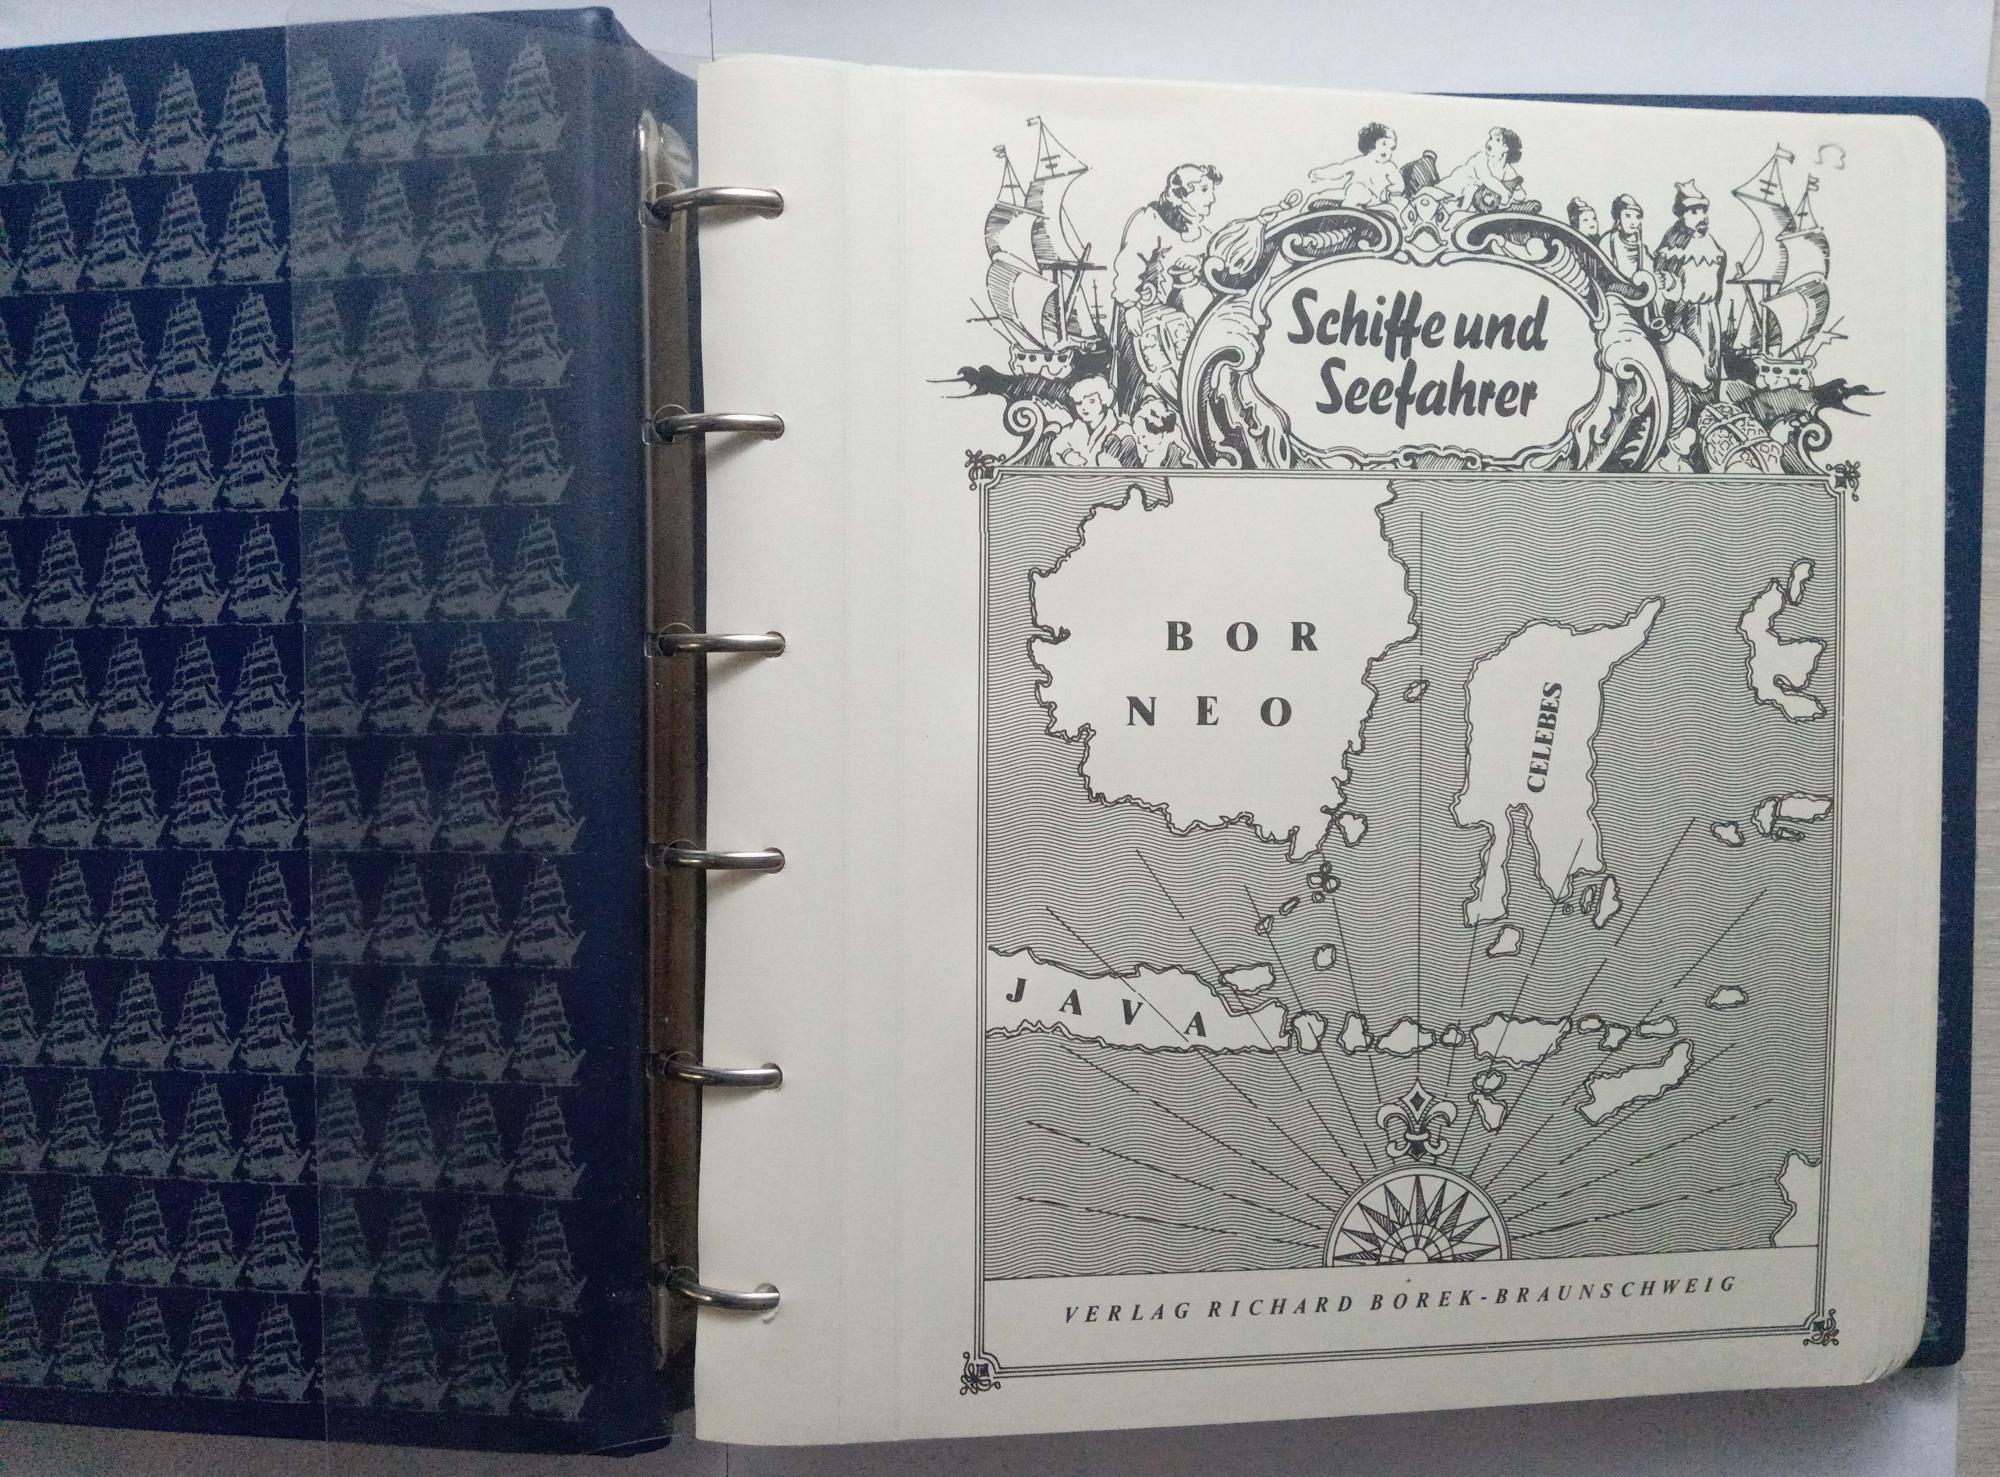 Schiffe und
Seefahrer
BOR
NEO
CELEBES
JAVA
VERLAG RICHARD BOREK-BRAUNSCHWEIG